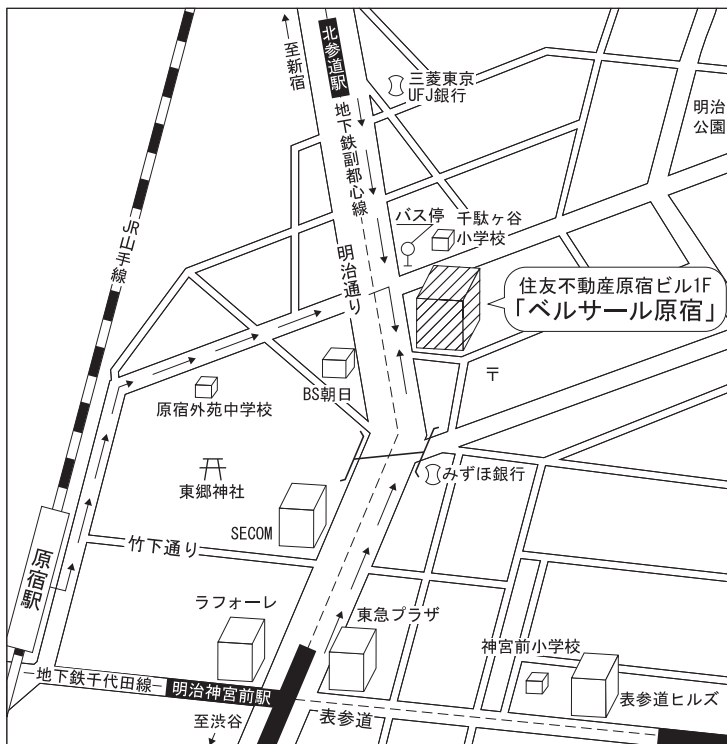 至新宿
北参道駅
地下鉄副都心線
三菱東京
UFJ銀行
明治
公園
JR山手線
明治通り
バス停
千駄ヶ谷
小学校
住友不動産原宿ビル1F
「ベルサール原宿」
BS朝日
〒
原宿外苑中学校
東郷神社
みずほ銀行
SECOM
竹下通り
原宿駅
ラフォーレ
東急プラザ
神宮前小学校
地下鉄千代田線
明治神宮前駅
表参道ヒルズ
至渋谷
表参道